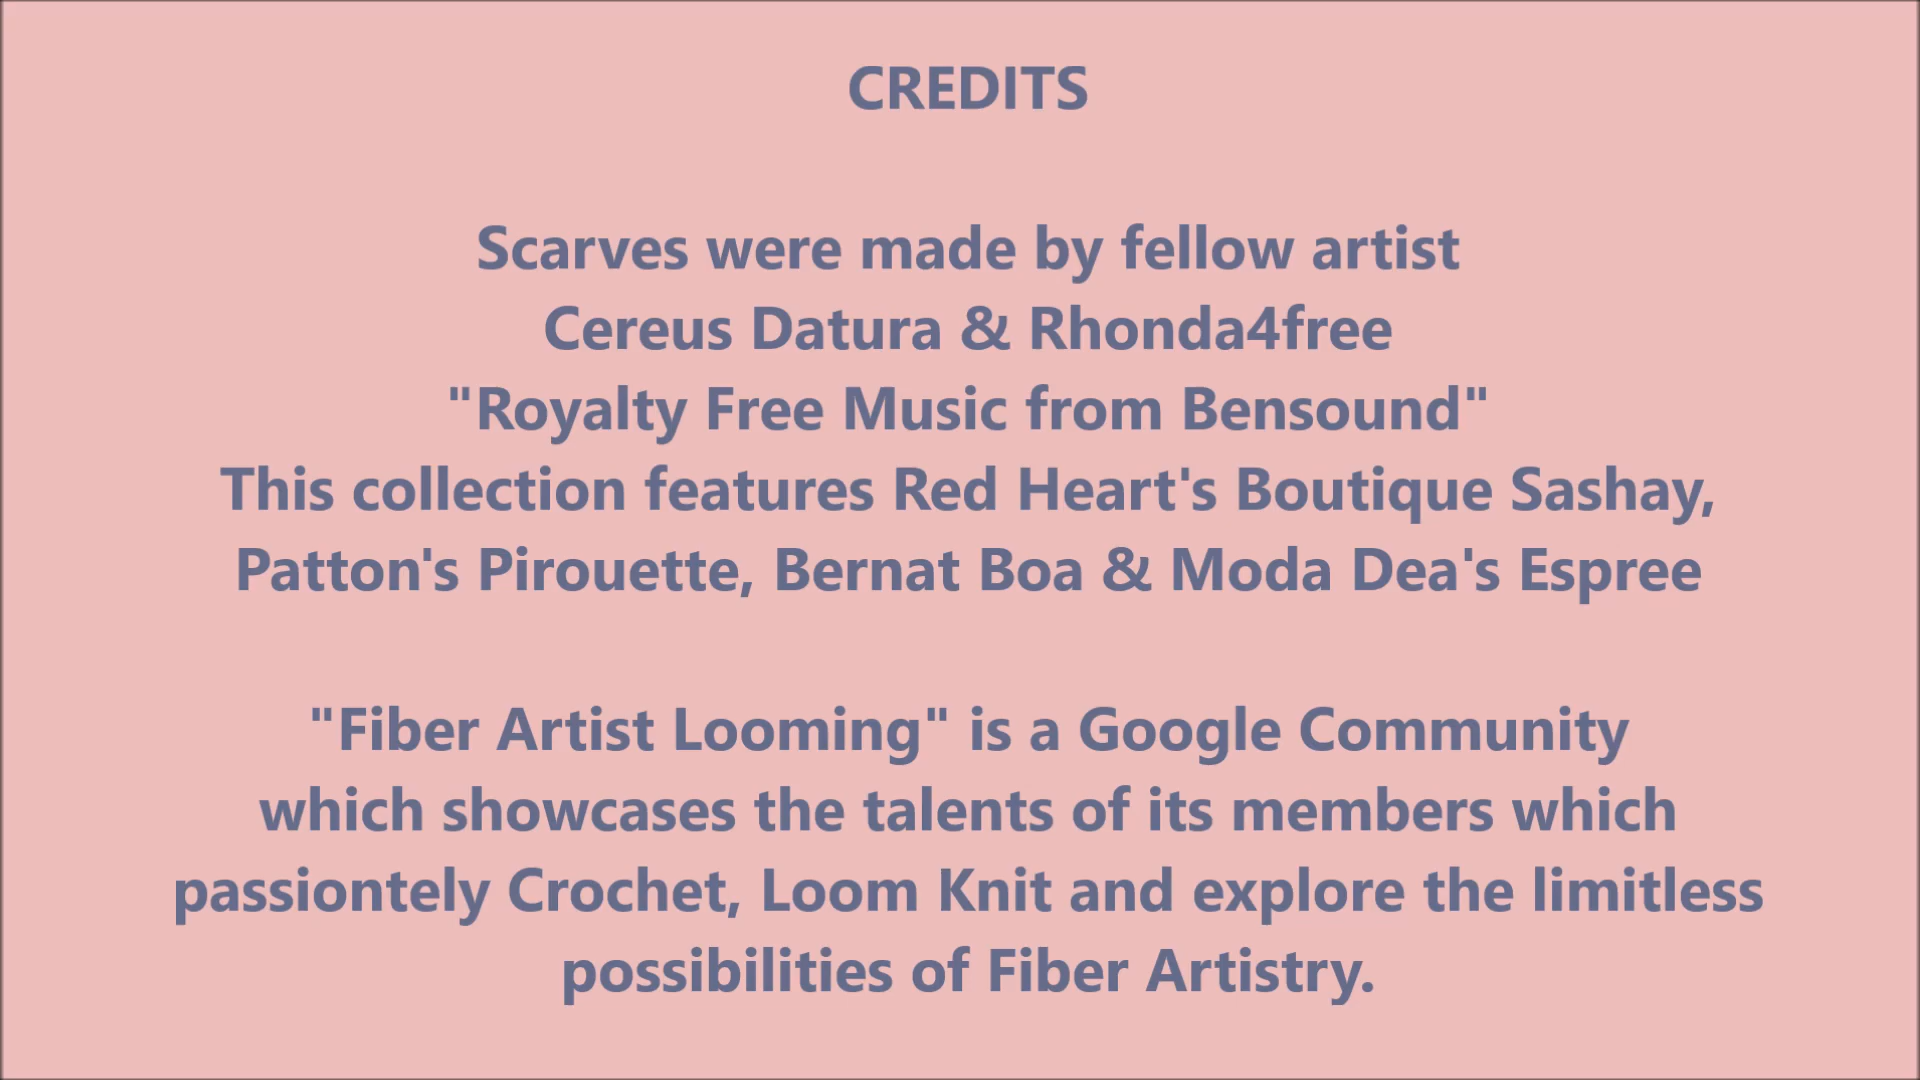 CREDITS
Scarves were made by fellow artist
Cereus Datura & Rhonda4free
"Royalty Free Music from Bensound"
This collection features Red Heart's Boutique Sashay,
Patton's Pirouette, Bernat Boa & Moda Dea's Espree
"Fiber Artist Looming" is a Google Community
which showcases the talents of its members which
passiontely Crochet, Loom Knit and explore the limitless
possibilities of Fiber Artistry.